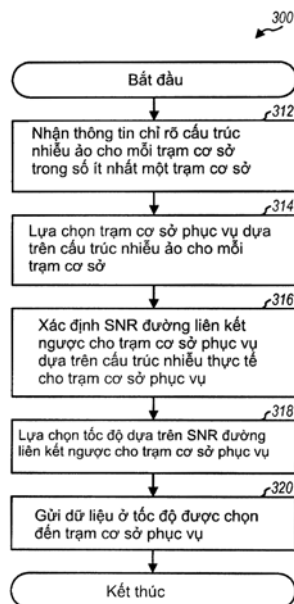 300
Bắt đầu
312
Nhận thông tin chỉ rõ cấu trúc
nhiễu ảo cho mỗi trạm cơ sở
trong số ít nhất một trạm cơ sở
314
Lựa chọn trạm cơ sở phục vụ dựa
trên cấu trúc nhiễu ảo cho mỗi
trạm cơ sở
316
Xác định SNR đường liên kết
ngược cho trạm cơ sở phục vụ
dựa trên cấu trúc nhiễu thực tế
cho trạm cơ sở phục vụ
318
Lựa chọn tốc độ dựa trên SNR đường
liên kết ngược cho trạm cơ sở phục vụ
320
Gửi dữ liệu ở tốc độ được chọn
đến trạm cơ sở phục vụ
Kết thúc